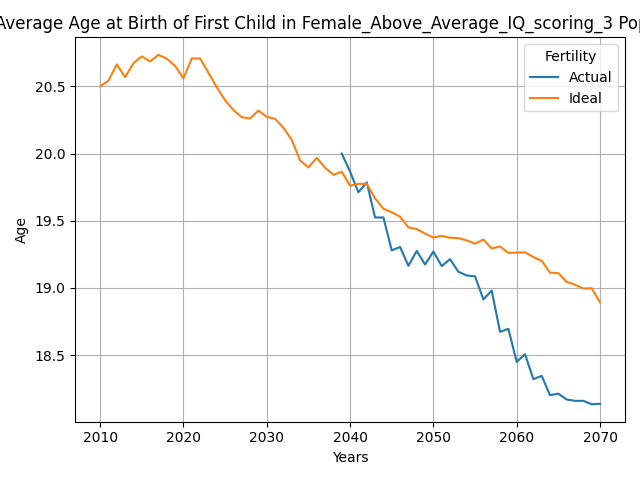 Average Age at Birth of First Child in Female_Above_Average_IQ_scoring_3 Pop
Fertility
Actual
Ideal
20.5
20.0
19.5
19.0
18.5
Age
2010 2020 2030 2040 2050 2060 2070
Years